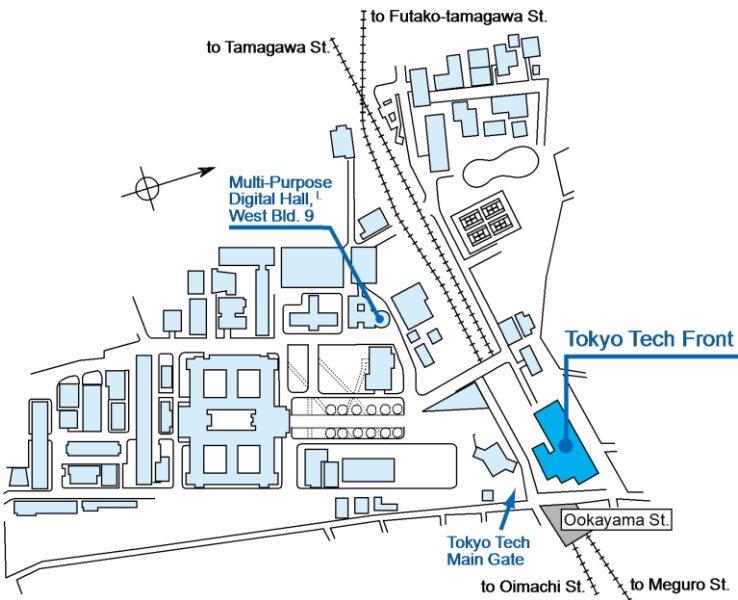 to Futako-tamagawa St.
to Tamagawa St.
Multi-Purpose
Digital Hall, L
West Bld. 9
Tokyo Tech Front
Ookayama St.
Tokyo Tech
Main Gate
to Oimachi St.
to Meguro St.